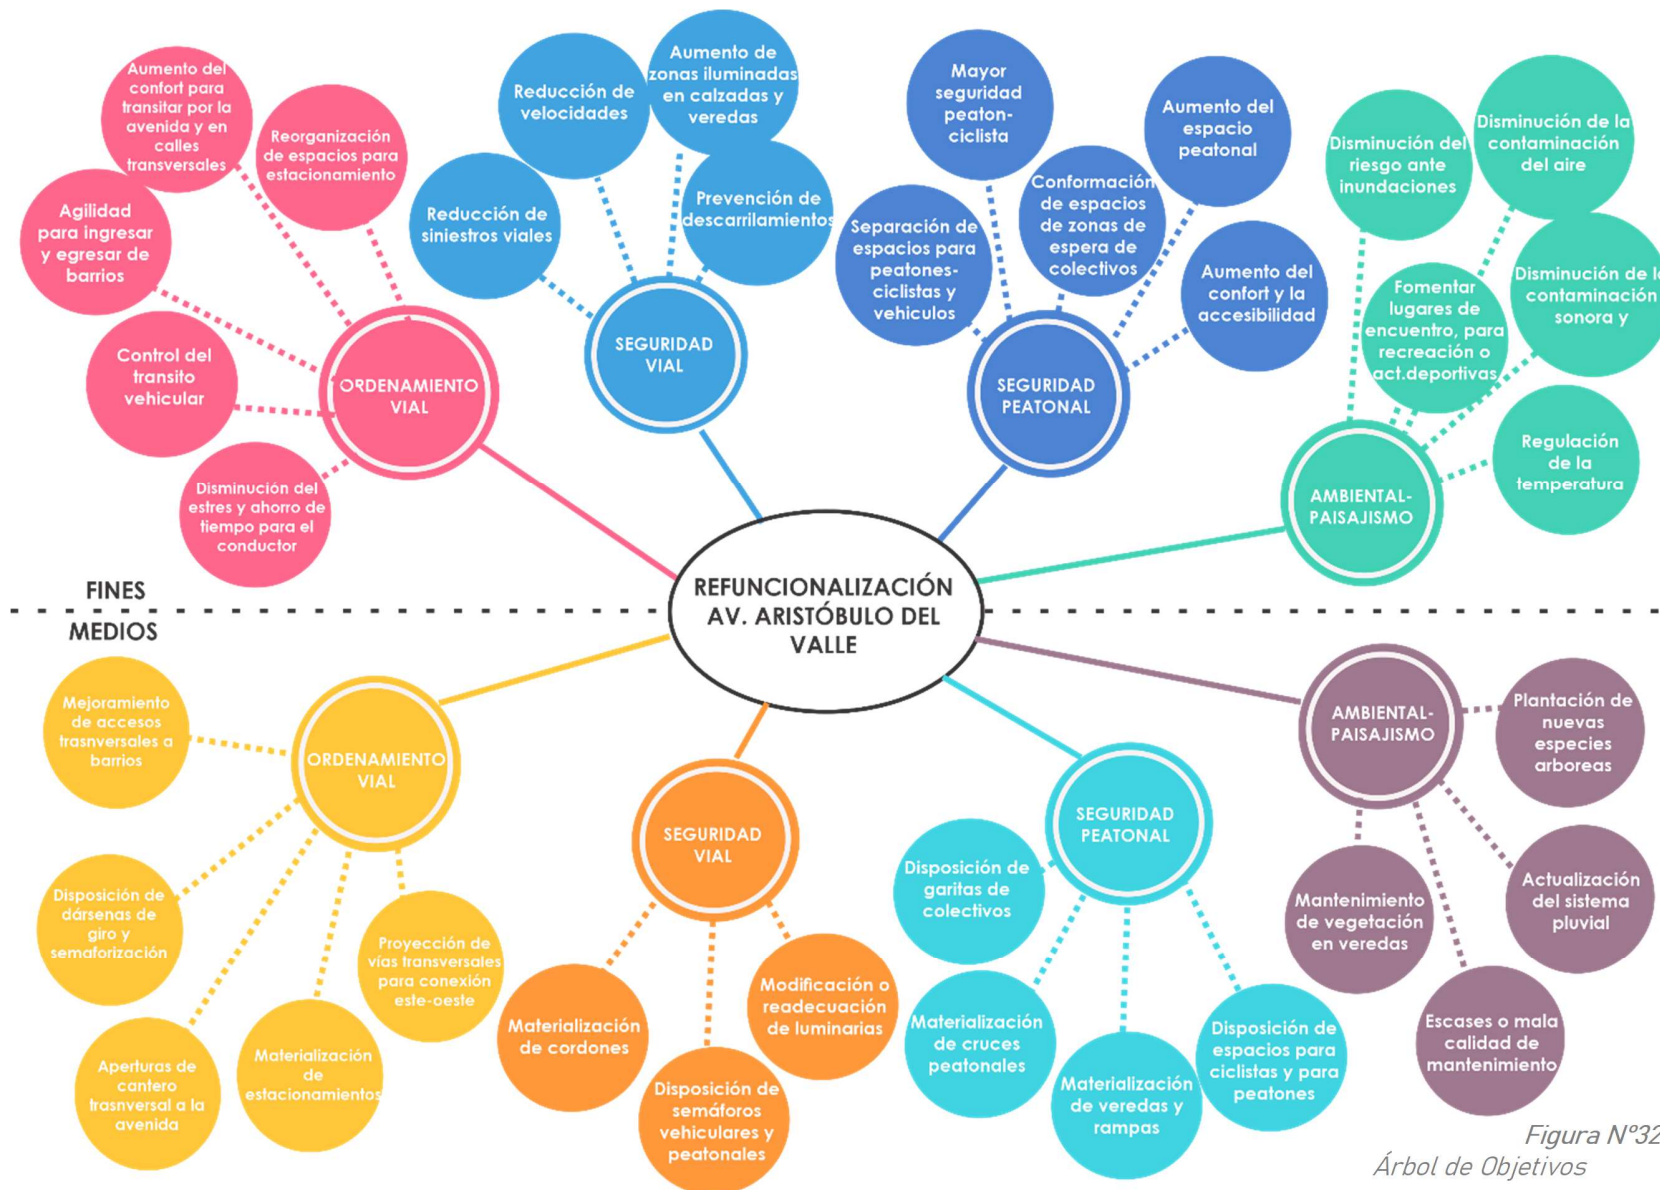 Aumento del
confort para
transitar por la
avenida y en
calles
transversales
Reorganización
de espacios para
estacionamiento
Agilidad
para ingresar
y egresar de
barrios
Control del
transito
vehicular
Disminución del
estres y ahorro de
tiempo para el
conductor
ORDENAMIENTO
VIAL
Reducción de
velocidades
Aumento de
zonas iluminadas
en calzadas y
veredas
Reducción de
siniestros viales
Prevención de
descarrilamientos
SEGURIDAD
VIAL
Mayor
seguridad
peaton-
ciclista
Aumento del
espacio
peatonal
Separación de
espacios para
peatones-
ciclistas y
vehiculos
Conformación
de espacios
de zonas de
espera de
colectivos
Aumento del
confort y la
accesibilidad
SEGURIDAD
PEATONAL
Disminución del
riesgo ante
inundaciones
Disminución de la
contaminación
del aire
Fomentar
lugares de
encuentro, para
recreación o
act.deportivas
Disminución de la
contaminación
sonora y
Regulación
de la
temperatura
AMBIENTAL-
PAISAJISMO
FINES
REFUNCIONALIZACIÓN
AV. ARISTÓBULO DEL
VALLE
MEDIOS
Mejoramiento
de accesos
trasnversales a
barrios
ORDENAMIENTO
VIAL
Disposición de
dársenas de
giro y
semaforización
Aperturas de
cantero
trasnversal a la
avenida
Materialización
de
estacionamientos
Proyección de
vías transversales
para conexión
este-oeste
SEGURIDAD
VIAL
Materialización
de cordones
Disposición de
semáforos
vehiculares y
peatonales
Modificación o
readecuación
de luminarias
SEGURIDAD
PEATONAL
Disposición de
garitas de
colectivos
Materialización
de cruces
peatonales
Materialización
de veredas y
rampas
Disposición de
espacios para
ciclistas y para
peatones
AMBIENTAL-
PAISAJISMO
Plantación de
nuevas
especies
arboreas
Mantenimiento
de vegetación
en veredas
Actualización
del sistema
pluvial
Escases o mala
calidad de
mantenimiento
Figura N°32
Árbol de Objetivos